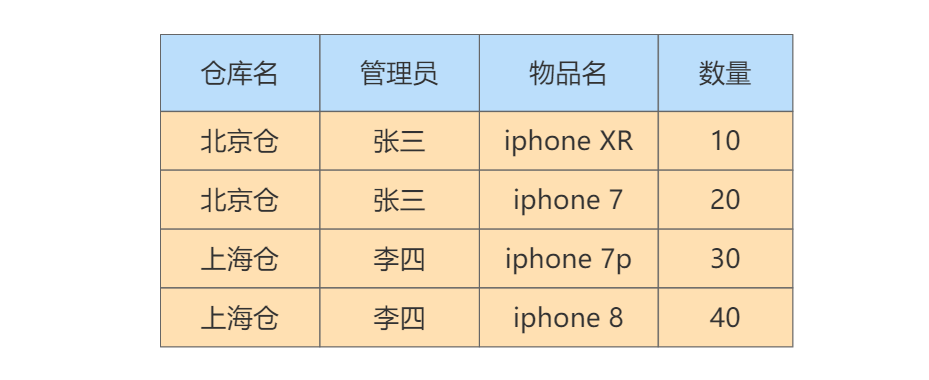 仓库名 管理员 物品名 数量
北京仓 张三 iphone XR 10
北京仓 张三 iphone 7 20
上海仓 李四 iphone 7p 30
上海仓 李四 iphone 8 40